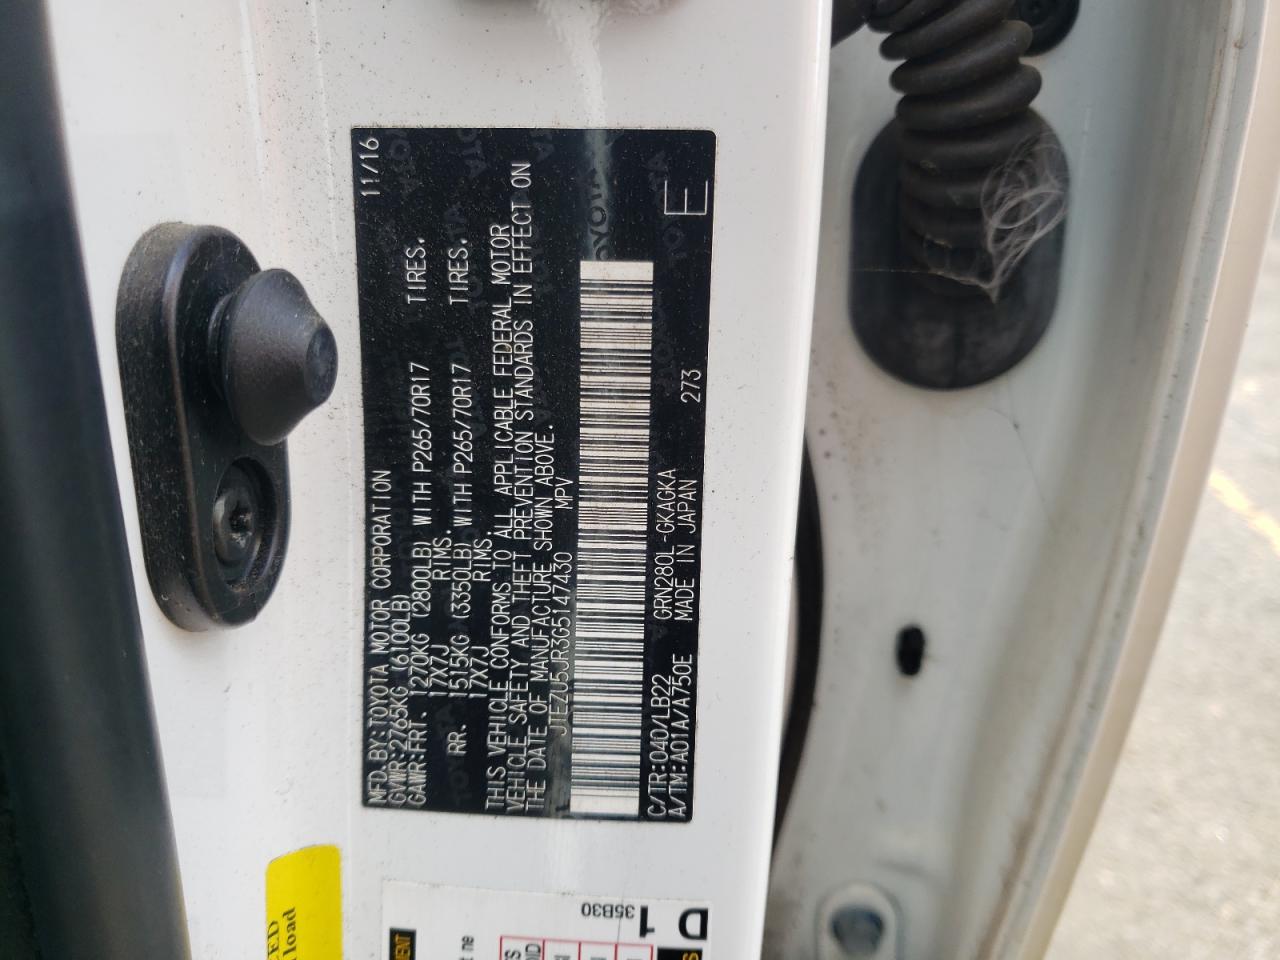 MFD.BY:TOYOTA MOTOR CORPORATION 11/16
GVWR:2765KG (6100LB)
GAWR:FRT. 1270KG (2800LB) WITH P265/70R17 TIRES.
17X7J RIMS.
RR. 1515KG (3350LB) WITH P265/70R17 TIRES.
17X7J RIMS.
THIS VEHICLE CONFORMS TO ALL APPLICABLE FEDERAL MOTOR
VEHICLE SAFETY AND THEFT PREVENTION STANDARDS IN EFFECT ON
THE DATE OF MANUFACTURE SHOWN ABOVE.
JTEZU5JR3G5147430 MPV
C/TR:040/LB22 GRN280L-GKAGKA
A/TM:A01A/A750E MADE IN JAPAN 273 E
35B30
load